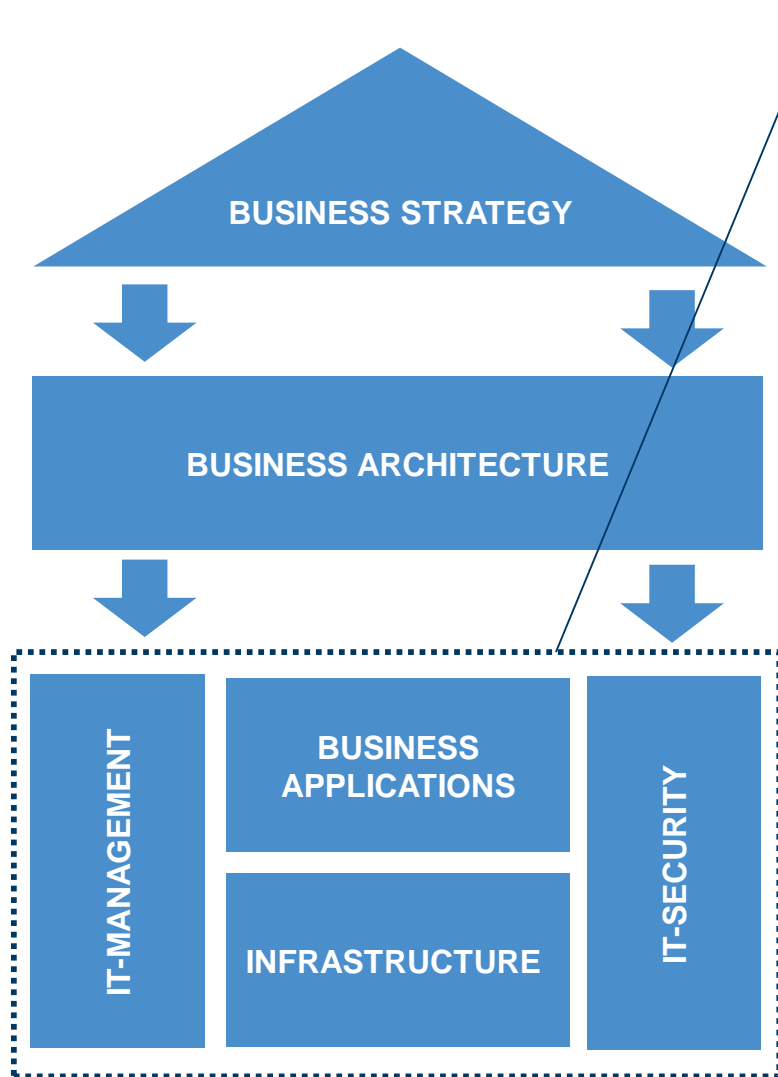 BUSINESS STRATEGY
BUSINESS ARCHITECTURE
IT-MANAGEMENT
BUSINESS
APPLICATIONS
INFRASTRUCTURE
IT-SECURITY